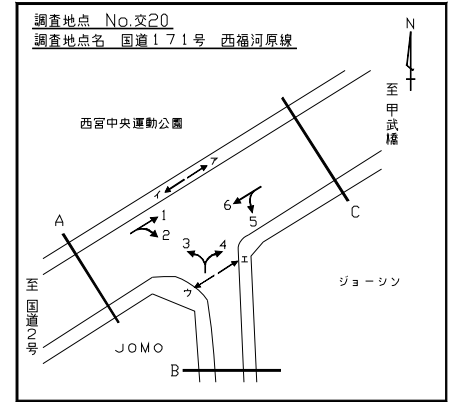 調査地点 No.交20
調査地点名 国道171号 西福河原線
N
至 甲武橋
西宮中央運動公園
ア
イ
A
1
2
6
5
C
3
4
エ
ウ
至 国道2号
ジョーシン
JOMO
B